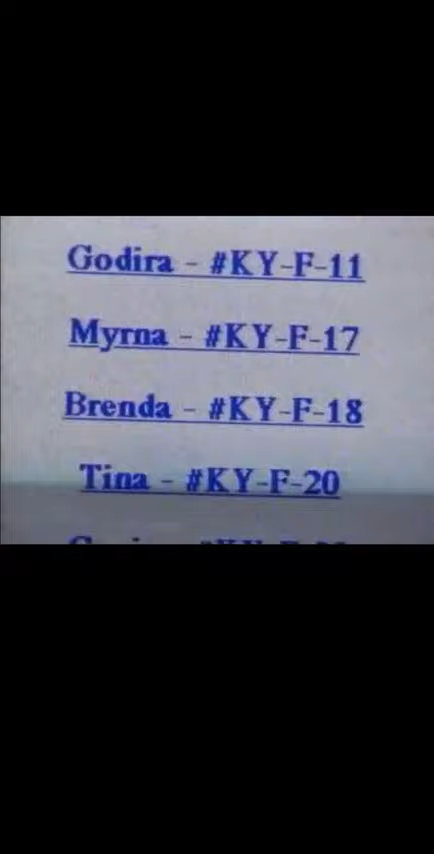 Godira - #KY-F-11
Myrna - #KY-F-17
Brenda - #KY-F-18
Tina - #KY-F-20